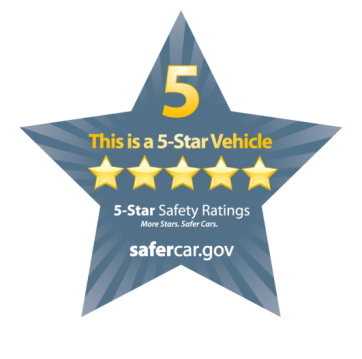 5
This is a 5-Star Vehicle
5-Star Safety Ratings
More Stars. Safer Cars.
safercar.gov